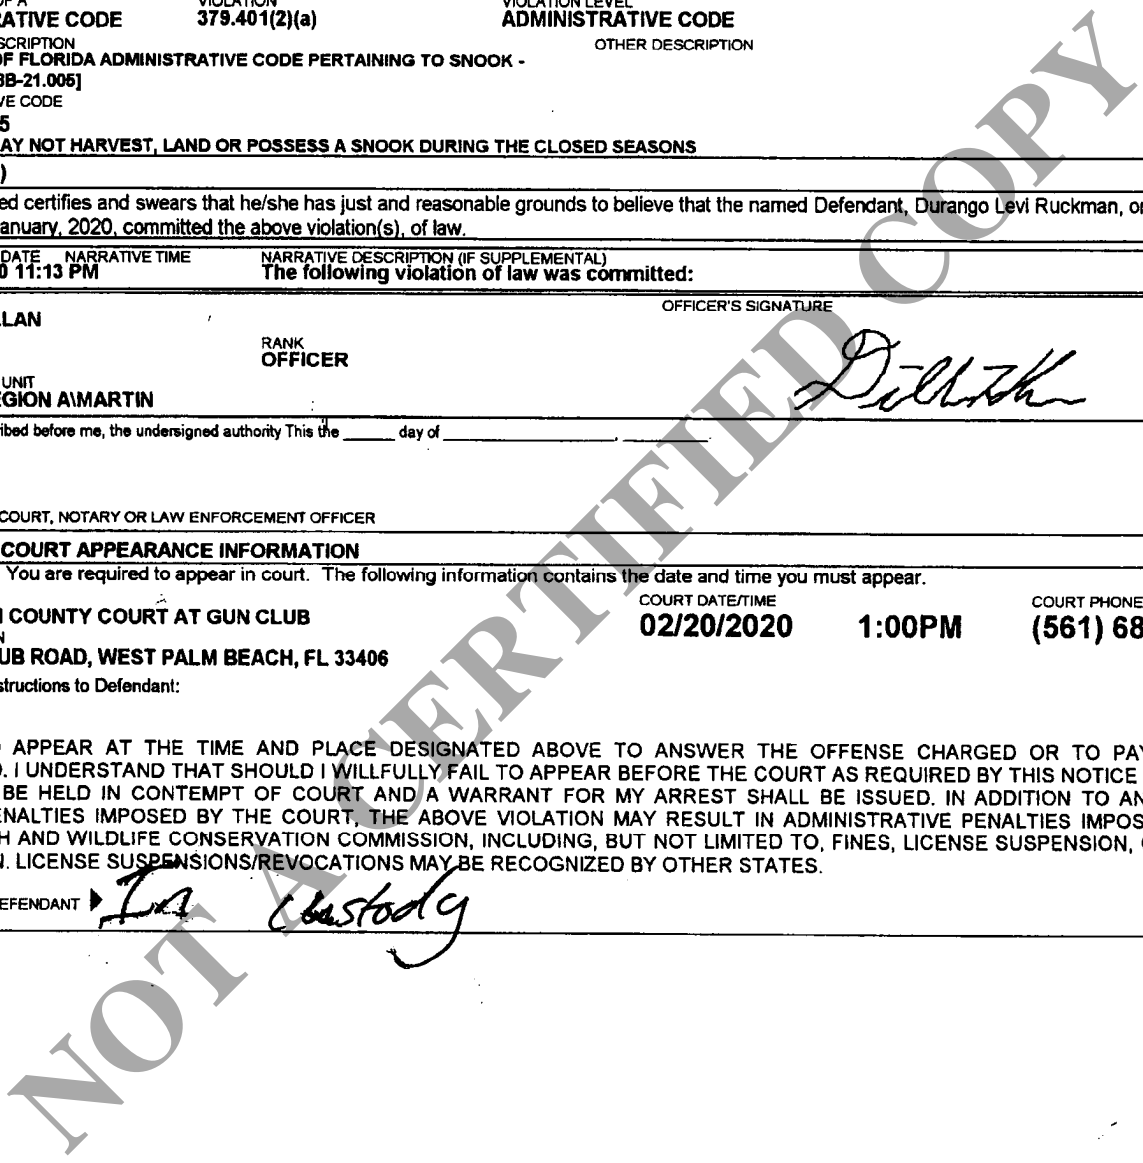 VIOLATION VIOLATION LEVEL
ATIVE CODE 379.401(2)(a) ADMINISTRATIVE CODE
SCRIPTION OTHER DESCRIPTION
OF FLORIDA ADMINISTRATIVE CODE PERTAINING TO SNOOK -
8B-21.005]
VE CODE
5
AY NOT HARVEST, LAND OR POSSESS A SNOOK DURING THE CLOSED SEASONS
)
ed certifies and swears that he/she has just and reasonable grounds to believe that the named Defendant, Durango Levi Ruckman, on
anuary, 2020, committed the above violation(s), of law.
DATE NARRATIVE TIME NARRATIVE DESCRIPTION (IF SUPPLEMENTAL)
0 11:13 PM The following violation of law was committed:
OFFICER'S SIGNATURE
LLAN
RANK
OFFICER
UNIT
EGION A\MARTIN
ibed before me, the undersigned authority This the _____ day of _______________, _______.
COURT, NOTARY OR LAW ENFORCEMENT OFFICER
COURT APPEARANCE INFORMATION
You are required to appear in court. The following information contains the date and time you must appear.
COURT DATE/TIME COURT PHONE
H COUNTY COURT AT GUN CLUB 02/20/2020 1:00PM (561) 68
N
UB ROAD, WEST PALM BEACH, FL 33406
structions to Defendant:
O APPEAR AT THE TIME AND PLACE DESIGNATED ABOVE TO ANSWER THE OFFENSE CHARGED OR TO PAY
D. I UNDERSTAND THAT SHOULD I WILLFULLY FAIL TO APPEAR BEFORE THE COURT AS REQUIRED BY THIS NOTICE
BE HELD IN CONTEMPT OF COURT AND A WARRANT FOR MY ARREST SHALL BE ISSUED. IN ADDITION TO AN
ENALTIES IMPOSED BY THE COURT, THE ABOVE VIOLATION MAY RESULT IN ADMINISTRATIVE PENALTIES IMPOS
H AND WILDLIFE CONSERVATION COMMISSION, INCLUDING, BUT NOT LIMITED TO, FINES, LICENSE SUSPENSION,
N. LICENSE SUSPENSIONS/REVOCATIONS MAY BE RECOGNIZED BY OTHER STATES.
EFENDANT In Custody
NOT A CERTIFIED COPY